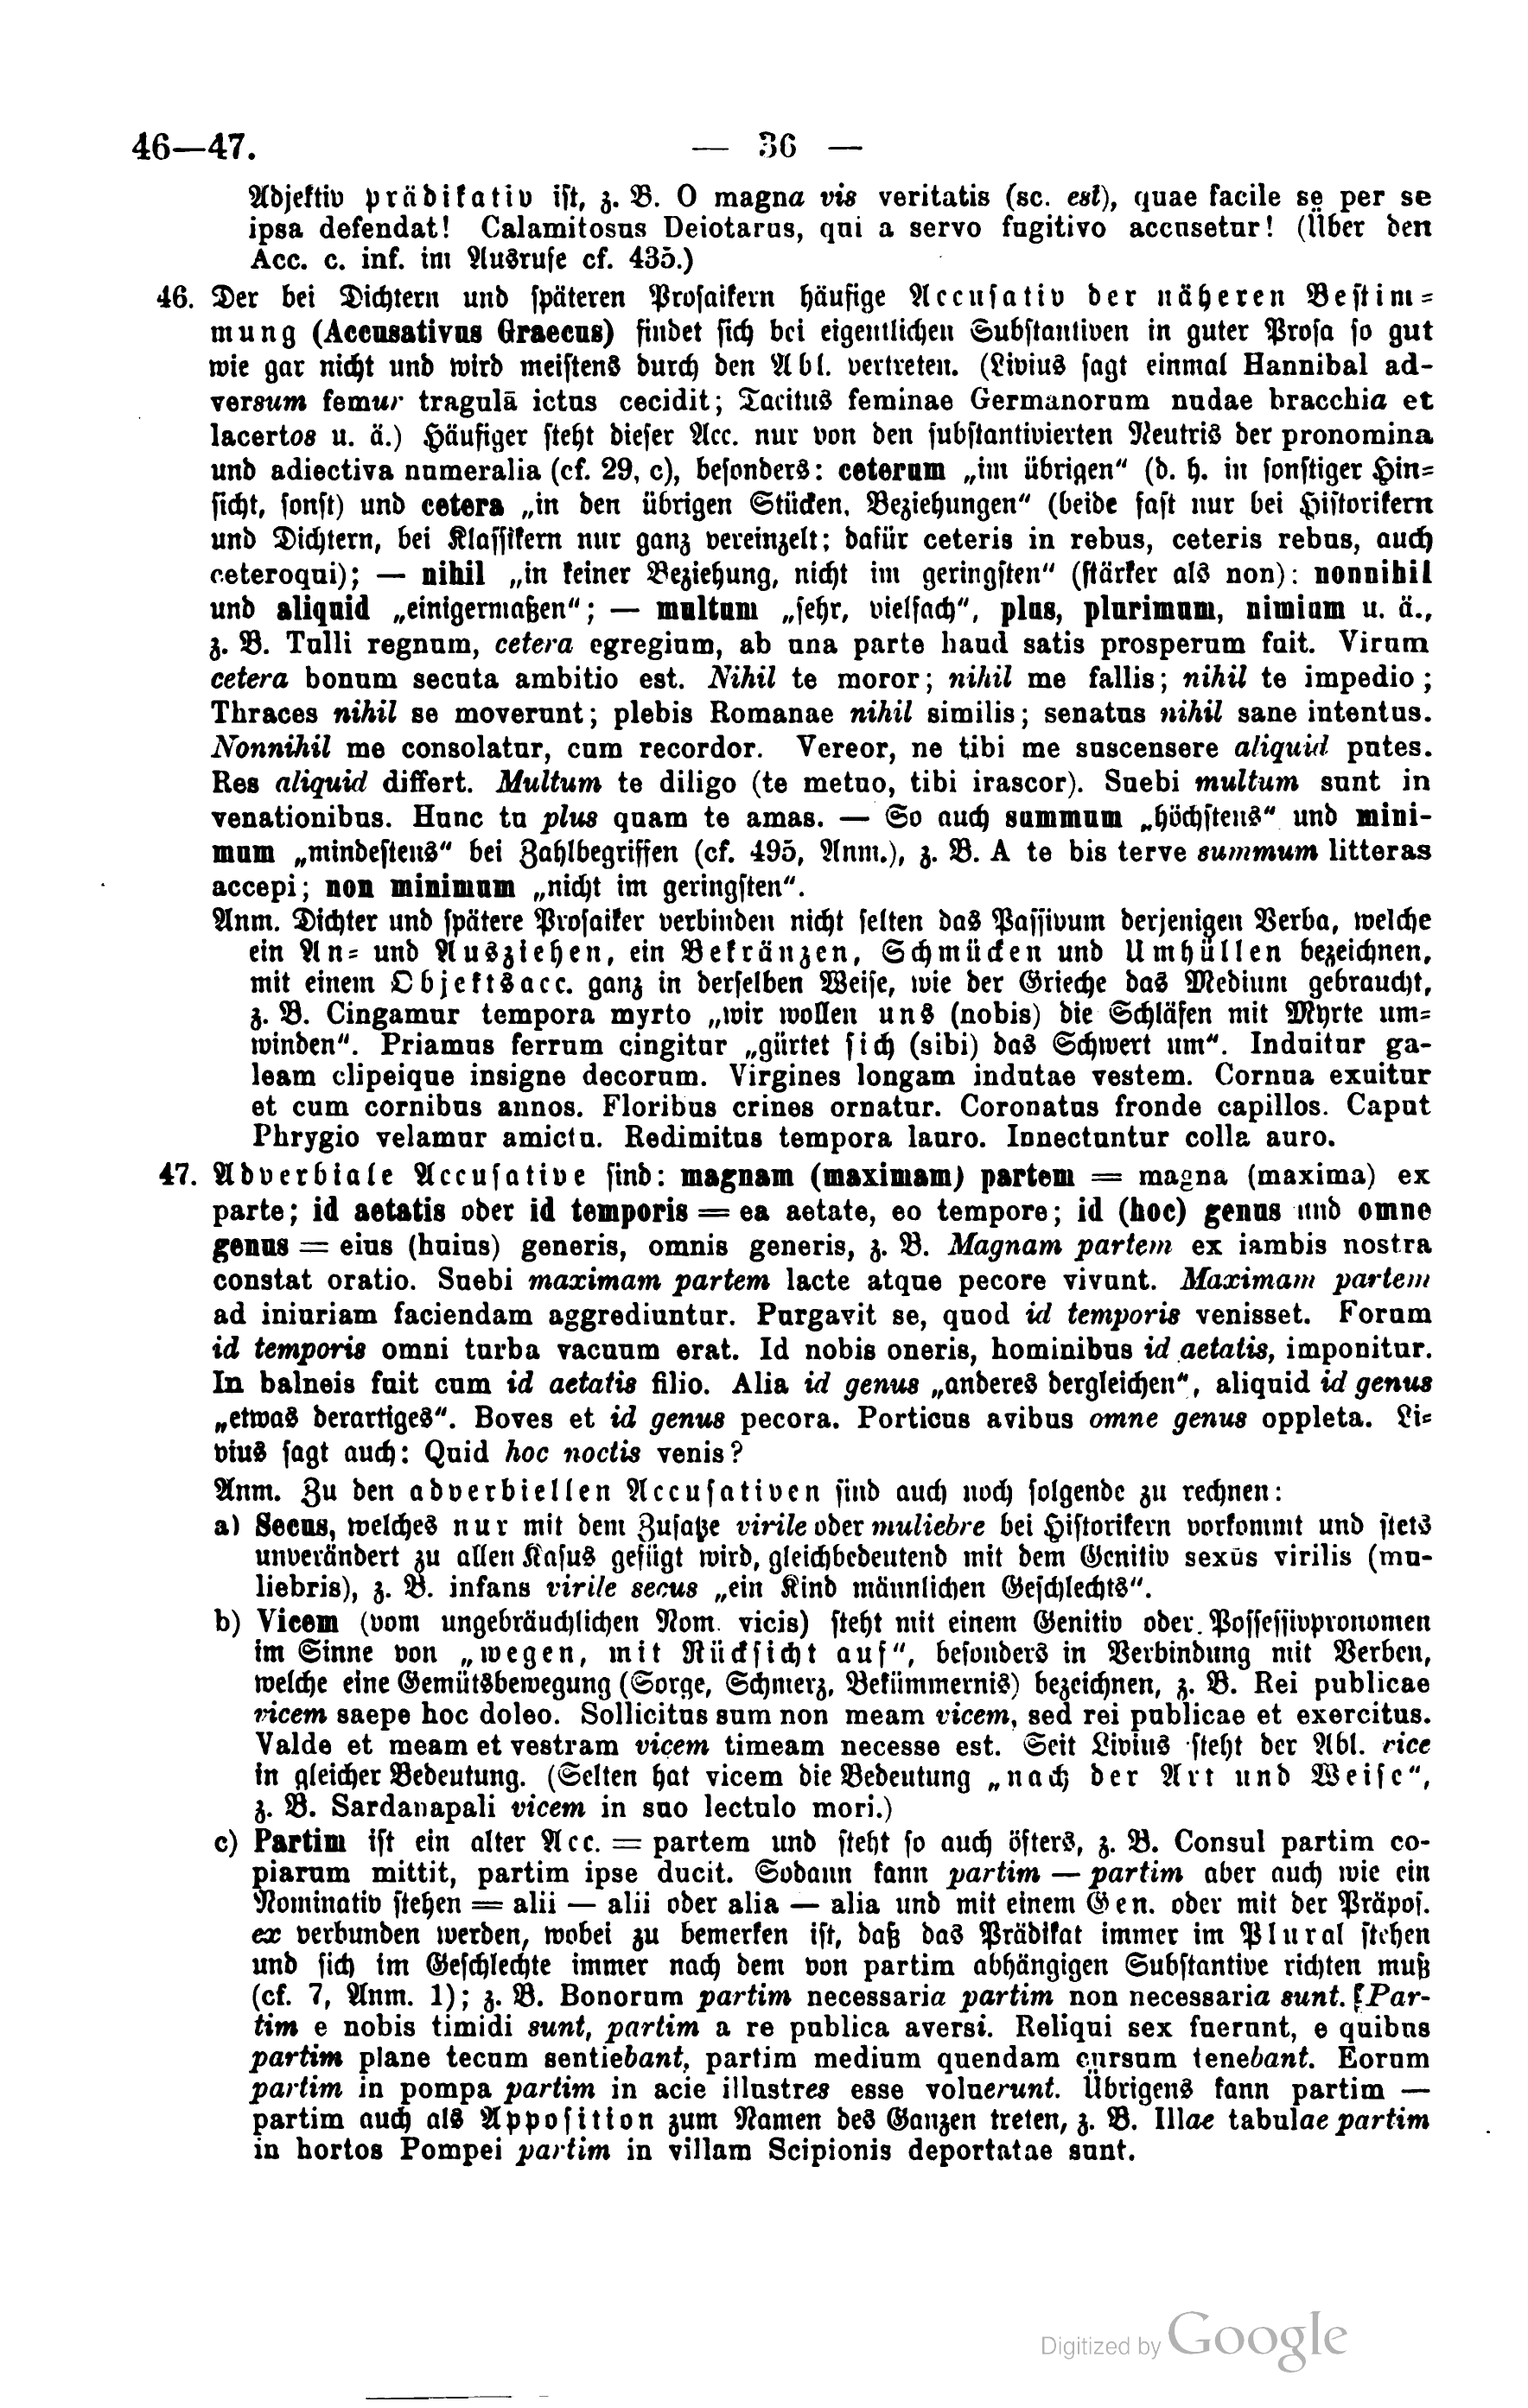 46—47.
— 36 —
Adjektiv prädikativ ist, z. B. O magna vis veritatis (sc. est), quae facile se per se
ipsa defendat! Calamitosus Deiotarus, qui a servo fugitivo accusetur! (Über den
Acc. c. inf. im Ausrufe cf. 435.)
46. Der bei Dichtern und späteren Prosaikern häufige Accusativ der näheren Bestim=
mung (Accusativus Graecus) findet sich bei eigentlichen Substantiven in guter Prosa so gut
wie gar nicht und wird meistens durch den Abl. vertreten. (Livius sagt einmal Hannibal ad-
versum femur tragulā ictus cecidit; Tacitus feminae Germanorum nudae bracchia et
lacertos u. ä.) Häufiger steht dieser Acc. nur von den substantivierten Neutris der pronomina
und adiectiva numeralia (cf. 29, c), besonders: ceterum „im übrigen“ (d. h. in sonstiger Hin=
sicht, sonst) und cetera „in den übrigen Stücken, Beziehungen“ (beide fast nur bei Historikern
und Dichtern, bei Klassikern nur ganz vereinzelt; dafür ceteris in rebus, ceteris rebus, auch
ceteroqui); — nihil „in keiner Beziehung, nicht im geringsten“ (stärker als non): nonnihil
und aliquid „einigermaßen“; — multum „sehr, vielfach“, plus, plurimum, nimium u. ä.,
z. B. Tulli regnum, cetera egregium, ab una parte haud satis prosperum fuit. Virum
cetera bonum secuta ambitio est. Nihil te moror; nihil me fallis; nihil te impedio;
Thraces nihil se moverunt; plebis Romanae nihil similis; senatus nihil sane intentus.
Nonnihil me consolatur, cum recordor. Vereor, ne tibi me suscensere aliquid putes.
Res aliquid differt. Multum te diligo (te metuo, tibi irascor). Suebi multum sunt in
venationibus. Hunc tu plus quam te amas. — So auch summum „höchstens“ und mini-
mum „mindestens“ bei Zahlbegriffen (cf. 495, Anm.), z. B. A te bis terve summum litteras
accepi; non minimum „nicht im geringsten“.
Anm. Dichter und spätere Prosaiker verbinden nicht selten das Passivum derjenigen Verba, welche
ein An= und Ausziehen, ein Bekränzen, Schmücken und Umhüllen bezeichnen,
mit einem Objektsacc. ganz in derselben Weise, wie der Grieche das Medium gebraucht,
z. B. Cingamur tempora myrto „wir wollen uns (nobis) die Schläfen mit Myrte um=
winden“. Priamus ferrum cingitur „gürtet sich (sibi) das Schwert um“. Induitur ga-
leam clipeique insigne decorum. Virgines longam indutae vestem. Cornua exuitur
et cum cornibus annos. Floribus crines ornatur. Coronatus fronde capillos. Caput
Phrygio velamur amictu. Redimitus tempora lauro. Innectuntur colla auro.
47. Adverbiale Accusative sind: magnam (maximam) partem = magna (maxima) ex
parte; id aetatis oder id temporis = ea aetate, eo tempore; id (hoc) genus und omne
genus = eius (huius) generis, omnis generis, z. B. Magnam partem ex iambis nostra
constat oratio. Suebi maximam partem lacte atque pecore vivunt. Maximam partem
ad iniuriam faciendam aggrediuntur. Purgavit se, quod id temporis venisset. Forum
id temporis omni turba vacuum erat. Id nobis oneris, hominibus id aetatis, imponitur.
In balneis fuit cum id aetatis filio. Alia id genus „anderes dergleichen“, aliquid id genus
„etwas derartiges“. Boves et id genus pecora. Porticus avibus omne genus oppleta. Li=
vius sagt auch: Quid hoc noctis venis?
Anm. Zu den adverbiellen Accusativen sind auch noch folgende zu rechnen:
a) Secus, welches nur mit dem Zusatze virile oder muliebre bei Historikern vorkommt und stets
unverändert zu allen Kasus gefügt wird, gleichbedeutend mit dem Genitiv sexūs virilis (mu-
liebris), z. B. infans virile secus „ein Kind männlichen Geschlechts“.
b) Vicem (vom ungebräuchlichen Nom. vicis) steht mit einem Genitiv oder Possessivpronomen
im Sinne von „wegen, mit Rücksicht auf“, besonders in Verbindung mit Verben,
welche eine Gemütsbewegung (Sorge, Schmerz, Bekümmernis) bezeichnen, z. B. Rei publicae
vicem saepe hoc doleo. Sollicitus sum non meam vicem, sed rei publicae et exercitus.
Valde et meam et vestram vicem timeam necesse est. Seit Livius steht der Abl. vice
in gleicher Bedeutung. (Selten hat vicem die Bedeutung „nach der Art und Weise“,
z. B. Sardanapali vicem in suo lectulo mori.)
c) Partim ist ein alter Acc. = partem und steht so auch öfters, z. B. Consul partim co-
piarum mittit, partim ipse ducit. Sodann kann partim — partim aber auch wie ein
Nominativ stehen = alii — alii oder alia — alia und mit einem Gen. oder mit der Präpos.
ex verbunden werden, wobei zu bemerken ist, daß das Prädikat immer im Plural stehen
und sich im Geschlechte immer nach dem von partim abhängigen Substantive richten muß
(cf. 7, Anm. 1); z. B. Bonorum partim necessaria partim non necessaria sunt. Par-
tim e nobis timidi sunt, partim a re publica aversi. Reliqui sex fuerunt, e quibus
partim plane tecum sentiebant, partim medium quendam cursum tenebant. Eorum
partim in pompa partim in acie illustres esse voluerunt. Übrigens kann partim —
partim auch als Apposition zum Namen des Ganzen treten, z. B. Illae tabulae partim
in hortos Pompei partim in villam Scipionis deportatae sunt.
Digitized by Google